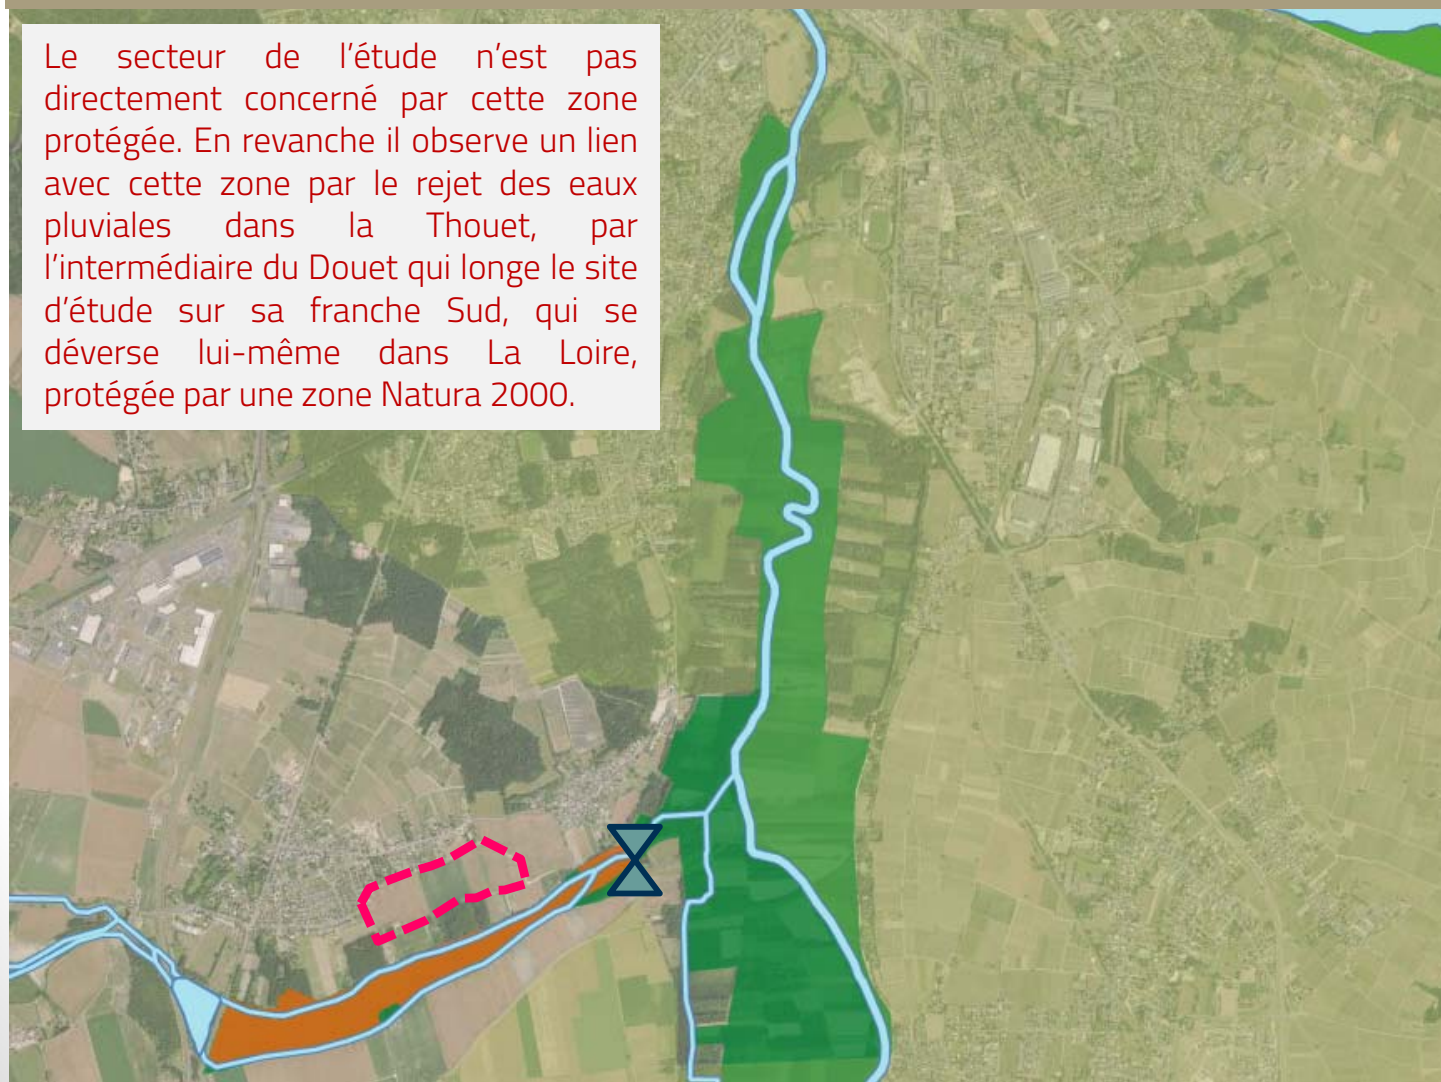 Le secteur de l’étude n’est pas
directement concerné par cette zone
protégée. En revanche il observe un lien
avec cette zone par le rejet des eaux
pluviales dans la Thouet, par
l’intermédiaire du Douet qui longe le site
d’étude sur sa franche Sud, qui se
déverse lui-même dans La Loire,
protégée par une zone Natura 2000.